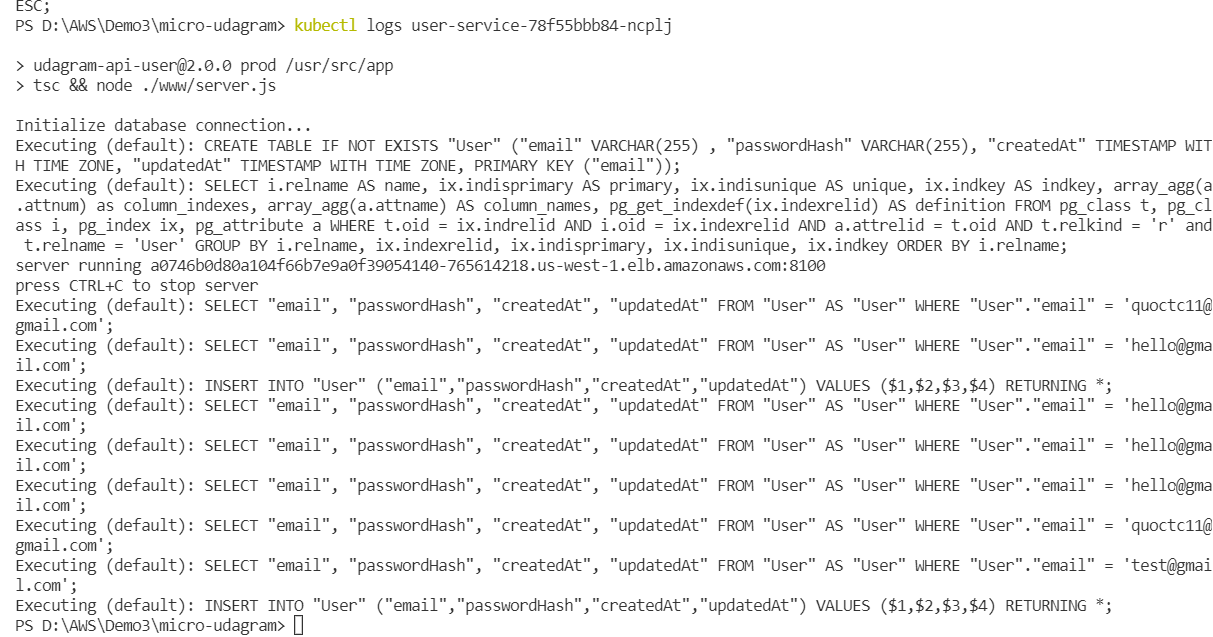 ESC;
PS D:\AWS\Demo3\micro-udagram> kubectl logs user-service-78f55bbb84-ncplj
> udagram-api-user@2.0.0 prod /usr/src/app
> tsc && node ./www/server.js
Initialize database connection...
Executing (default): CREATE TABLE IF NOT EXISTS "User" ("email" VARCHAR(255) , "passwordHash" VARCHAR(255), "createdAt" TIMESTAMP WIT
H TIME ZONE, "updatedAt" TIMESTAMP WITH TIME ZONE, PRIMARY KEY ("email"));
Executing (default): SELECT i.relname AS name, ix.indisprimary AS primary, ix.indisunique AS unique, ix.indkey AS indkey, array_agg(a
.attnum) as column_indexes, array_agg(a.attname) AS column_names, pg_get_indexdef(ix.indexrelid) AS definition FROM pg_class t, pg_cl
ass i, pg_index ix, pg_attribute a WHERE t.oid = ix.indrelid AND i.oid = ix.indexrelid AND a.attrelid = t.oid AND t.relkind = 'r' and
 t.relname = 'User' GROUP BY i.relname, ix.indexrelid, ix.indisprimary, ix.indisunique, ix.indkey ORDER BY i.relname;
server running a0746b0d80a104f66b7e9a0f39054140-765614218.us-west-1.elb.amazonaws.com:8100
press CTRL+C to stop server
Executing (default): SELECT "email", "passwordHash", "createdAt", "updatedAt" FROM "User" AS "User" WHERE "User"."email" = 'quoctc11@
gmail.com';
Executing (default): SELECT "email", "passwordHash", "createdAt", "updatedAt" FROM "User" AS "User" WHERE "User"."email" = 'hello@gma
il.com';
Executing (default): INSERT INTO "User" ("email","passwordHash","createdAt","updatedAt") VALUES ($1,$2,$3,$4) RETURNING *;
Executing (default): SELECT "email", "passwordHash", "createdAt", "updatedAt" FROM "User" AS "User" WHERE "User"."email" = 'hello@gma
il.com';
Executing (default): SELECT "email", "passwordHash", "createdAt", "updatedAt" FROM "User" AS "User" WHERE "User"."email" = 'hello@gma
il.com';
Executing (default): SELECT "email", "passwordHash", "createdAt", "updatedAt" FROM "User" AS "User" WHERE "User"."email" = 'hello@gma
il.com';
Executing (default): SELECT "email", "passwordHash", "createdAt", "updatedAt" FROM "User" AS "User" WHERE "User"."email" = 'quoctc11@
gmail.com';
Executing (default): SELECT "email", "passwordHash", "createdAt", "updatedAt" FROM "User" AS "User" WHERE "User"."email" = 'test@gmai
l.com';
Executing (default): INSERT INTO "User" ("email","passwordHash","createdAt","updatedAt") VALUES ($1,$2,$3,$4) RETURNING *;
PS D:\AWS\Demo3\micro-udagram>